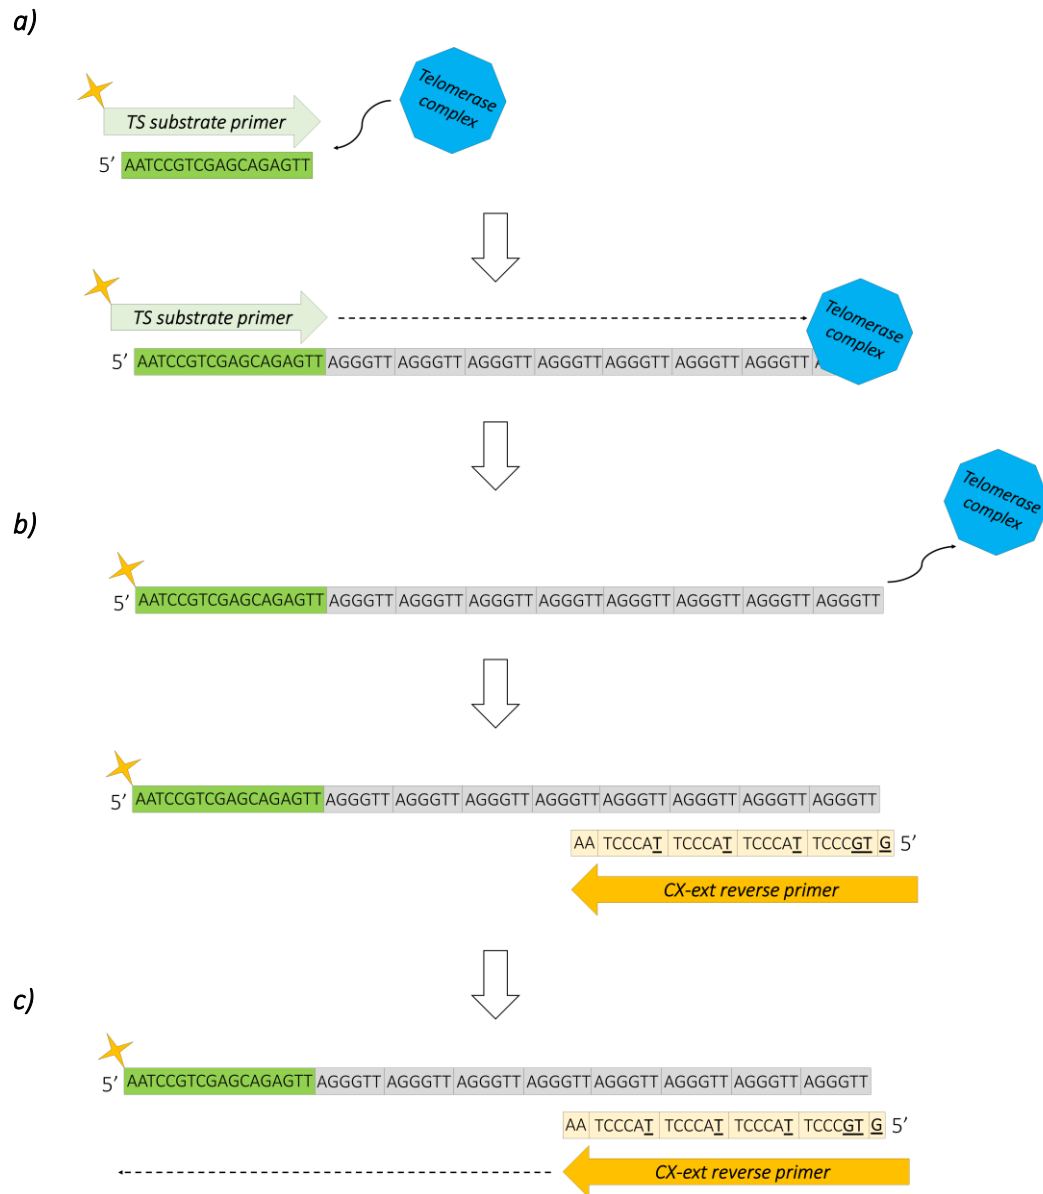 a)
Telomerase
complex
TS substrate primer
5’ AATCCGTCGAGCAGAGTT
Telomerase
complex
TS substrate primer
5’ AATCCGTCGAGCAGAGTT AGGGTT AGGGTT AGGGTT AGGGTT AGGGTT AGGGTT AGGGTT A
Telomerase
complex
b)
5’ AATCCGTCGAGCAGAGTT AGGGTT AGGGTT AGGGTT AGGGTT AGGGTT AGGGTT AGGGTT AGGGTT
5’ AATCCGTCGAGCAGAGTT AGGGTT AGGGTT AGGGTT AGGGTT AGGGTT AGGGTT AGGGTT AGGGTT
AA TCCCAT TCCCAT TCCCAT TCCCGT G 5’
CX-ext reverse primer
c)
5’ AATCCGTCGAGCAGAGTT AGGGTT AGGGTT AGGGTT AGGGTT AGGGTT AGGGTT AGGGTT AGGGTT
AA TCCCAT TCCCAT TCCCAT TCCCGT G 5’
CX-ext reverse primer